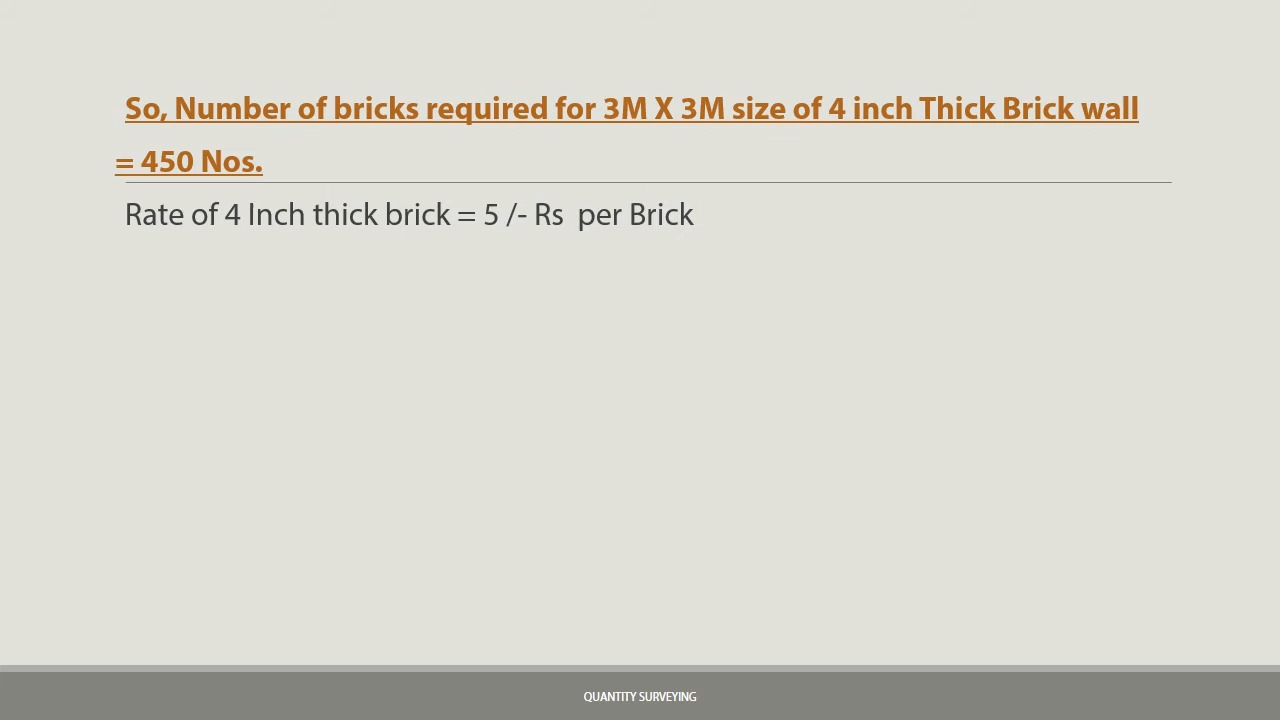 So, Number of bricks required for 3M X 3M size of 4 inch Thick Brick wall
= 450 Nos.
Rate of 4 Inch thick brick = 5 /- Rs  per Brick
QUANTITY SURVEYING